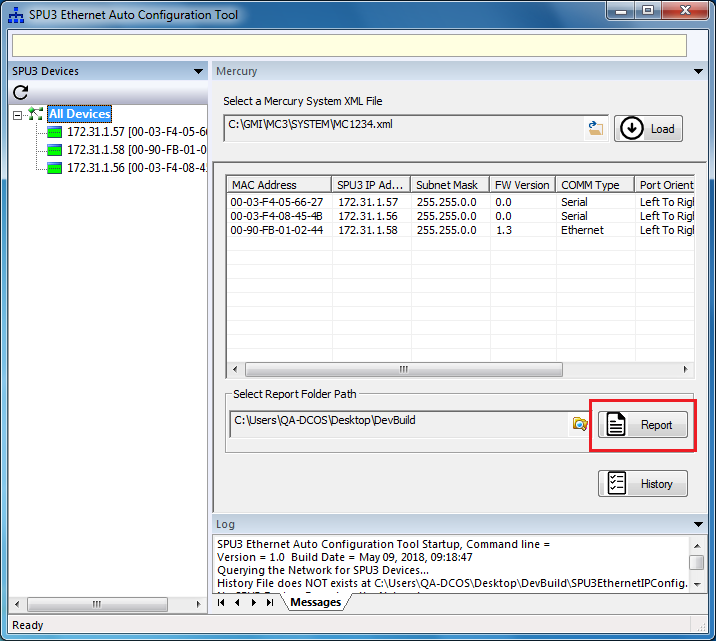 SPU3 Ethernet Auto Configuration Tool
SPU3 Devices
All Devices
172.31.1.57 [00-03-F4-05-6
172.31.1.58 [00-90-FB-01-0
172.31.1.56 [00-03-F4-08-4
Mercury
Select a Mercury System XML File
C:\GMI\MC3\SYSTEM\MC1234.xml
Load
MAC Address SPU3 IP Ad... Subnet Mask FW Version COMM Type Port Orient
00-03-F4-05-66-27 172.31.1.57 255.255.0.0 0.0 Serial Left To Righ
00-03-F4-08-45-4B 172.31.1.56 255.255.0.0 0.0 Serial Left To Righ
00-90-FB-01-02-44 172.31.1.58 255.255.0.0 1.3 Ethernet Left To Righ
Select Report Folder Path
C:\Users\QA-DCOS\Desktop\DevBuild
Report
History
Log
SPU3 Ethernet Auto Configuration Tool Startup, Command line =
Version = 1.0 Build Date = May 09, 2018, 09:18:47
Querying the Network for SPU3 Devices...
History File does NOT exists at C:\Users\QA-DCOS\Desktop\DevBuild\SPU3EthernetIPConfig.
Messages
Ready